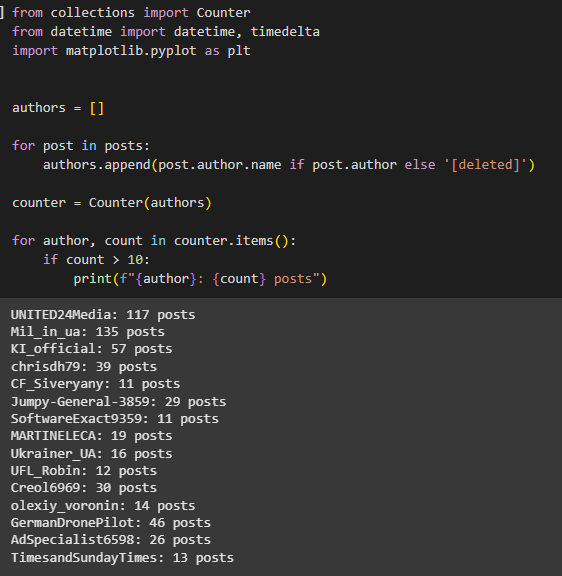 from collections import Counter
from datetime import datetime, timedelta
import matplotlib.pyplot as plt
authors = []
for post in posts:
    authors.append(post.author.name if post.author else '[deleted]')
counter = Counter(authors)
for author, count in counter.items():
    if count > 10:
        print(f"{author}: {count} posts")
UNITED24Media: 117 posts
Mil_in_ua: 135 posts
KI_official: 57 posts
chrisdh79: 39 posts
CF_Siveryany: 11 posts
Jumpy-General-3859: 29 posts
SoftwareExact9359: 11 posts
MARTINELECA: 19 posts
Ukrainer_UA: 16 posts
UFL_Robin: 12 posts
Creol6969: 30 posts
olexiy_voronin: 14 posts
GermanDronePilot: 46 posts
AdSpecialist6598: 26 posts
TimesandSundayTimes: 13 posts